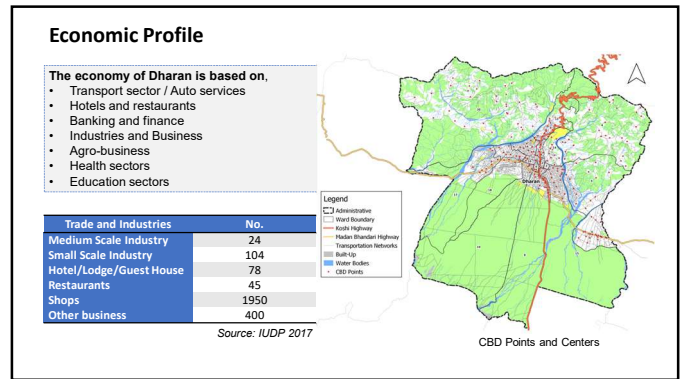 Economic Profile
The economy of Dharan is based on,
• Transport sector / Auto services
• Hotels and restaurants
• Banking and finance
• Industries and Business
• Agro-business
• Health sectors
• Education sectors
Trade and Industries No.
Medium Scale Industry 24
Small Scale Industry 104
Hotel/Lodge/Guest House 78
Restaurants 45
Shops 1950
Other business 400
Source: IUDP 2017
Legend
Administrative
Ward Boundary
Koshi Highway
Madan Bhandari Highway
Transportation Networks
Built-Up
Water Bodies
CBD Points
Dharan
CBD Points and Centers